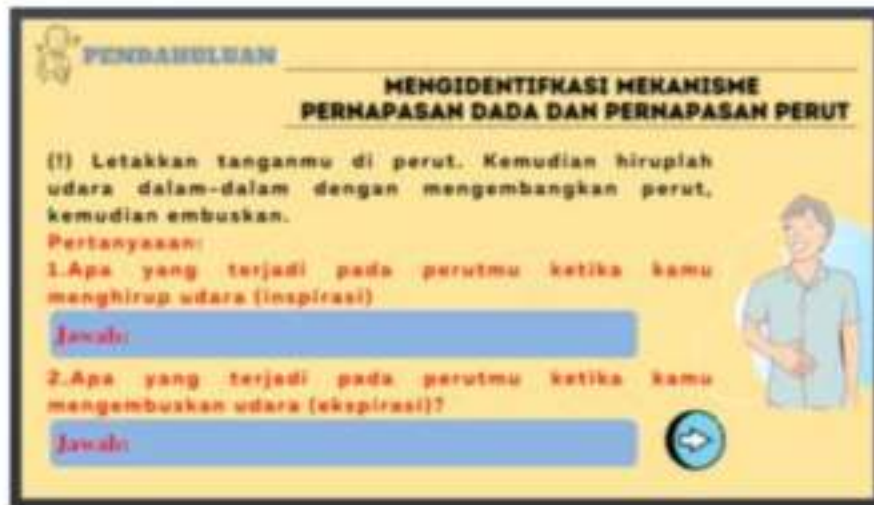 PENDAHULUAN
MENGIDENTIFKASI MEKANISME
PERNAPASAN DADA DAN PERNAPASAN PERUT
(1) Letakkan tanganmu di perut. Kemudian hiruplah
udara dalam-dalam dengan mengembangkan perut,
kemudian embuskan.
Pertanyaaan:
1.Apa yang terjadi pada perutmu ketika kamu
menghirup udara (inspirasi)
Jawab:
2.Apa yang terjadi pada perutmu ketika kamu
mengembuskan udara (ekspirasi)?
Jawab: